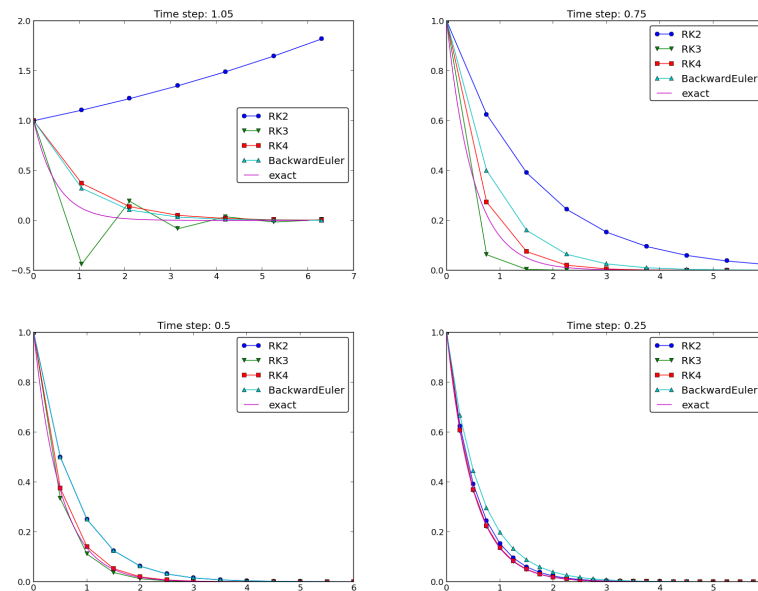 Time step: 1.05
2.0
1.5
1.0
0.5
0.0
−0.5
0 1 2 3 4 5 6 7
RK2
RK3
RK4
BackwardEuler
exact
Time step: 0.75
1.0
0.8
0.6
0.4
0.2
0.0
0 1 2 3 4 5
RK2
RK3
RK4
BackwardEuler
exact
Time step: 0.5
1.0
0.8
0.6
0.4
0.2
0.0
0 1 2 3 4 5 6
RK2
RK3
RK4
BackwardEuler
exact
Time step: 0.25
1.0
0.8
0.6
0.4
0.2
0.0
0 1 2 3 4 5
RK2
RK3
RK4
BackwardEuler
exact